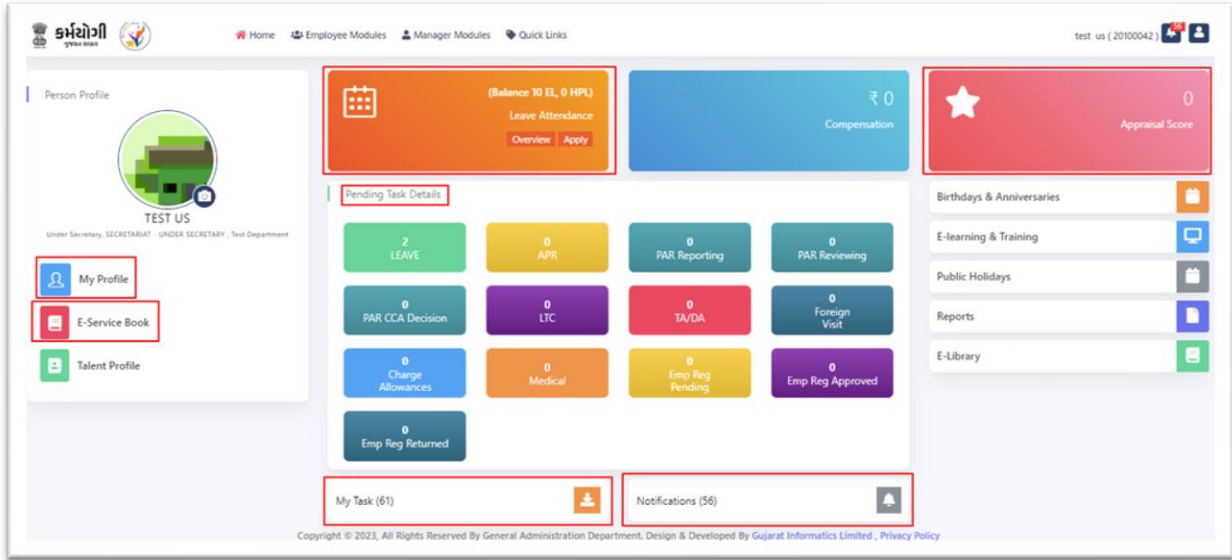 કર્મયોગી
ગુજરાત સરકાર
Home
Employee Modules
Manager Modules
Quick Links
test us ( 20100042 )
56
Person Profile
TEST US
Under Secretary, SECRETARIAT - UNDER SECRETARY , Test Department
My Profile
E-Service Book
Talent Profile
(Balance 10 EL, 0 HPL)
Leave Attendance
Overview
Apply
₹ 0
Compensation
0
Appraisal Score
Pending Task Details
2
LEAVE
0
APR
0
PAR Reporting
0
PAR Reviewing
0
PAR CCA Decision
0
LTC
0
TA/DA
0
Foreign
Visit
0
Charge
Allowances
0
Medical
0
Emp Reg
Pending
0
Emp Reg Approved
0
Emp Reg Returned
Birthdays & Anniversaries
E-learning & Training
Public Holidays
Reports
E-Library
My Task (61)
Notifications (56)
Copyright © 2023, All Rights Reserved By General Administration Department. Design & Developed By Gujarat Informatics Limited , Privacy Policy